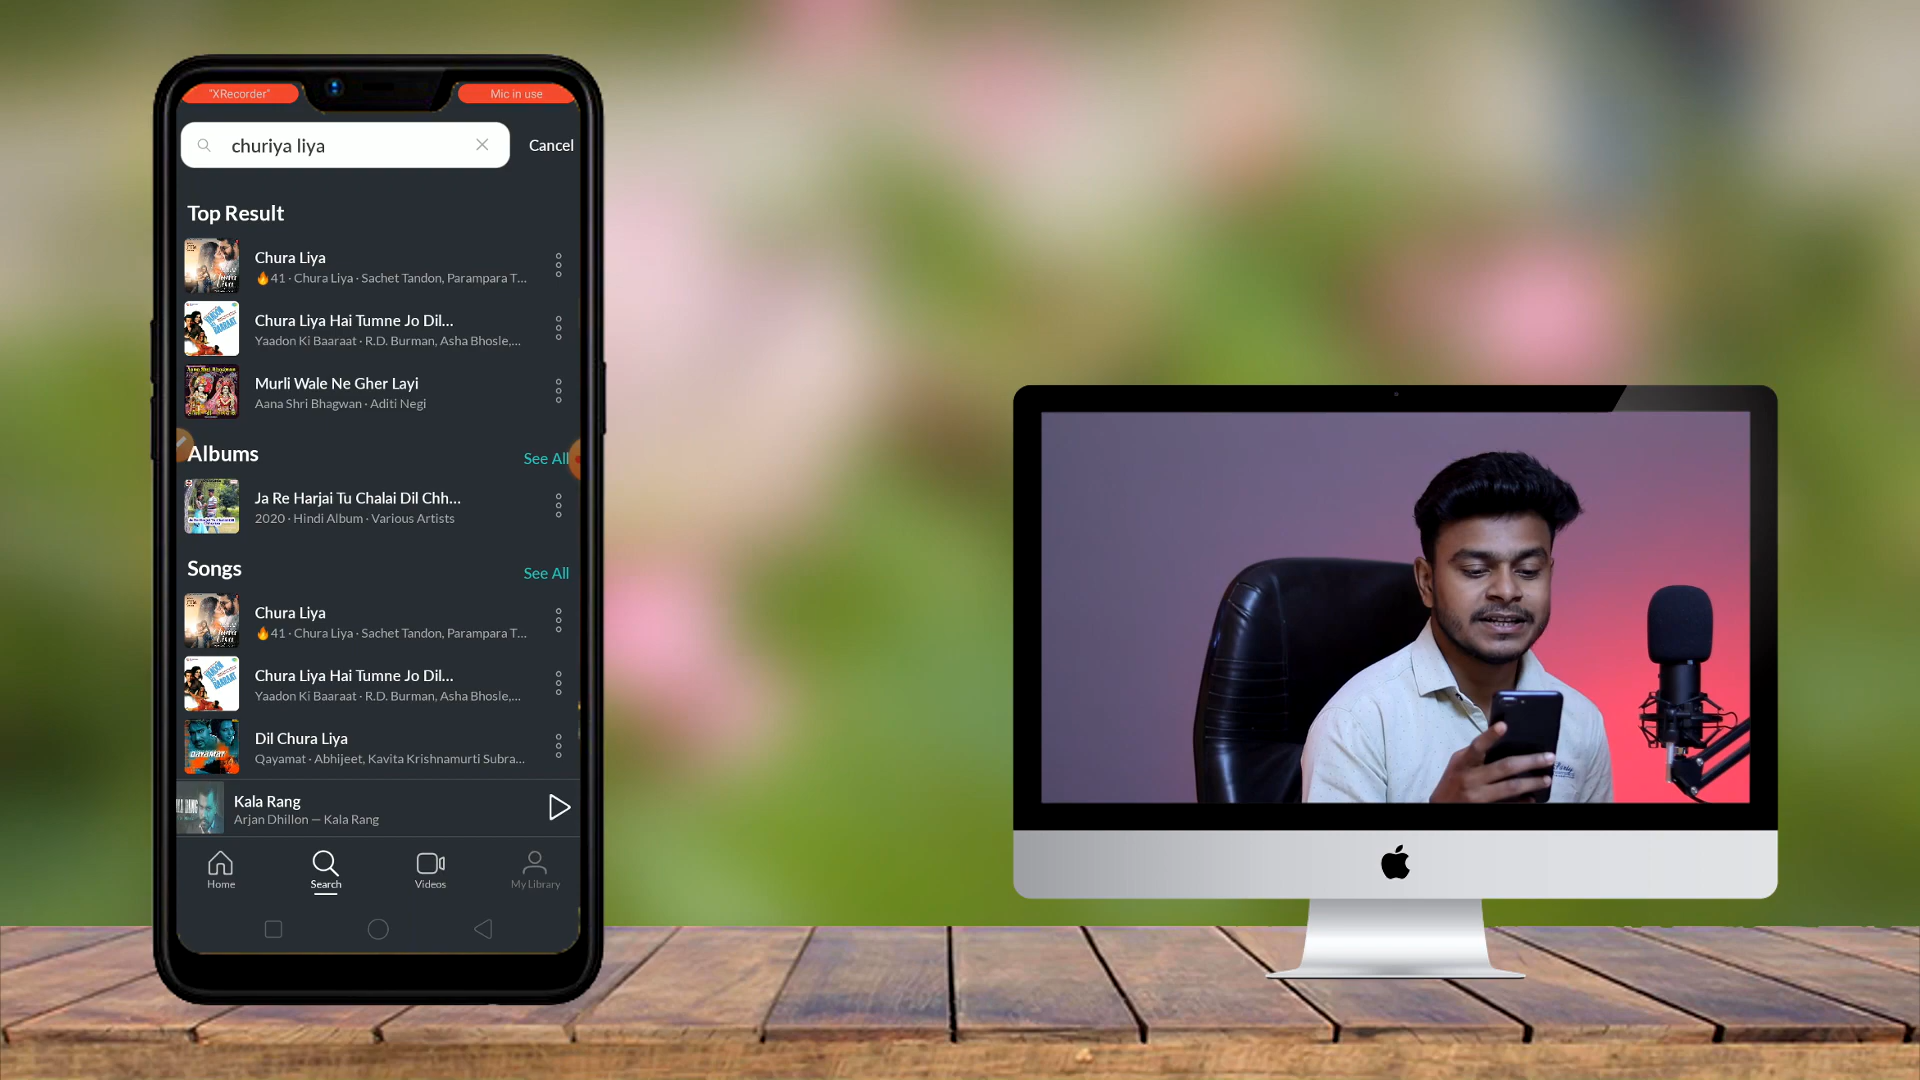 "XRecorder"
Mic in use
churiya liya
Cancel
Top Result
Chura Liya
🔥41 · Chura Liya · Sachet Tandon, Parampara T...
Chura Liya Hai Tumne Jo Dil...
Yaadon Ki Baaraat · R.D. Burman, Asha Bhosle,...
Murli Wale Ne Gher Layi
Aana Shri Bhagwan · Aditi Negi
Albums
See All
Ja Re Harjai Tu Chalai Dil Chh...
2020 · Hindi Album · Various Artists
Songs
See All
Chura Liya
🔥41 · Chura Liya · Sachet Tandon, Parampara T...
Chura Liya Hai Tumne Jo Dil...
Yaadon Ki Baaraat · R.D. Burman, Asha Bhosle,...
Dil Chura Liya
Qayamat · Abhijeet, Kavita Krishnamurti Subra...
Kala Rang
Arjan Dhillon — Kala Rang
Home
Search
Videos
My Library